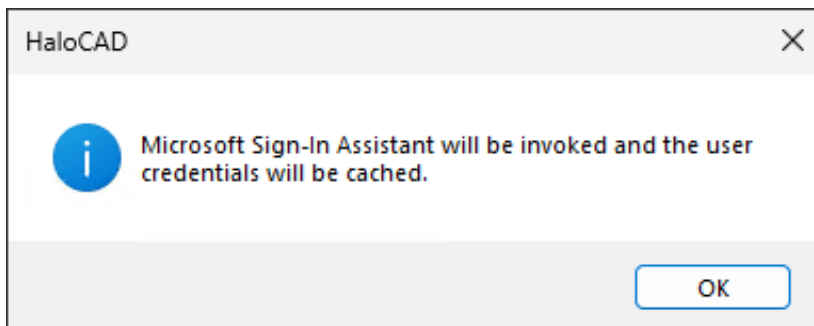 HaloCAD
Microsoft Sign-In Assistant will be invoked and the user
credentials will be cached.
OK